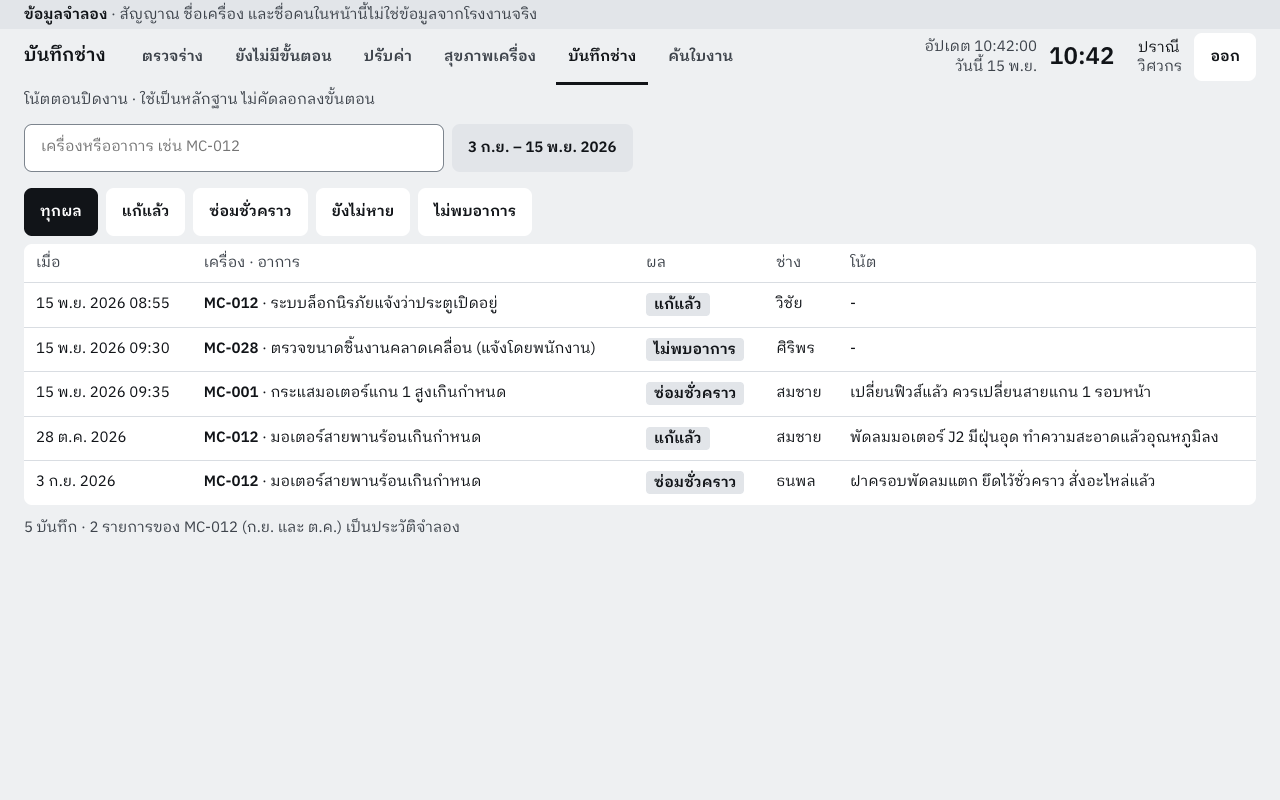 ข้อมูลจำลอง · สัญญาณ ชื่อเครื่อง และชื่อคนในหน้านี้ไม่ใช่ข้อมูลจากโรงงานจริง
บันทึกช่าง ตรวจร่าง ยังไม่มีขั้นตอน ปรับค่า สุขภาพเครื่อง บันทึกช่าง ค้นใบงาน อัปเดต 10:42:00 10:42 ปราณี ออก
วันนี้ 15 พ.ย. วิศวกร
โน้ตตอนปิดงาน · ใช้เป็นหลักฐาน ไม่คัดลอกลงขั้นตอน
เครื่องหรืออาการ เช่น MC-012 3 ก.ย. – 15 พ.ย. 2026
ทุกผล แก้แล้ว ซ่อมชั่วคราว ยังไม่หาย ไม่พบอาการ
เมื่อ เครื่อง · อาการ ผล ช่าง โน้ต
15 พ.ย. 2026 08:55 MC-012 · ระบบล็อกนิรภัยแจ้งว่าประตูเปิดอยู่ แก้แล้ว วิชัย -
15 พ.ย. 2026 09:30 MC-028 · ตรวจขนาดชิ้นงานคลาดเคลื่อน (แจ้งโดยพนักงาน) ไม่พบอาการ ศิริพร -
15 พ.ย. 2026 09:35 MC-001 · กระแสมอเตอร์แกน 1 สูงเกินกำหนด ซ่อมชั่วคราว สมชาย เปลี่ยนฟิวส์แล้ว ควรเปลี่ยนสายแกน 1 รอบหน้า
28 ต.ค. 2026 MC-012 · มอเตอร์สายพานร้อนเกินกำหนด แก้แล้ว สมชาย พัดลมมอเตอร์ J2 มีฝุ่นอุด ทำความสะอาดแล้วอุณหภูมิลง
3 ก.ย. 2026 MC-012 · มอเตอร์สายพานร้อนเกินกำหนด ซ่อมชั่วคราว ธนพล ฝาครอบพัดลมแตก ยึดไว้ชั่วคราว สั่งอะไหล่แล้ว
5 บันทึก · 2 รายการของ MC-012 (ก.ย. และ ต.ค.) เป็นประวัติจำลอง